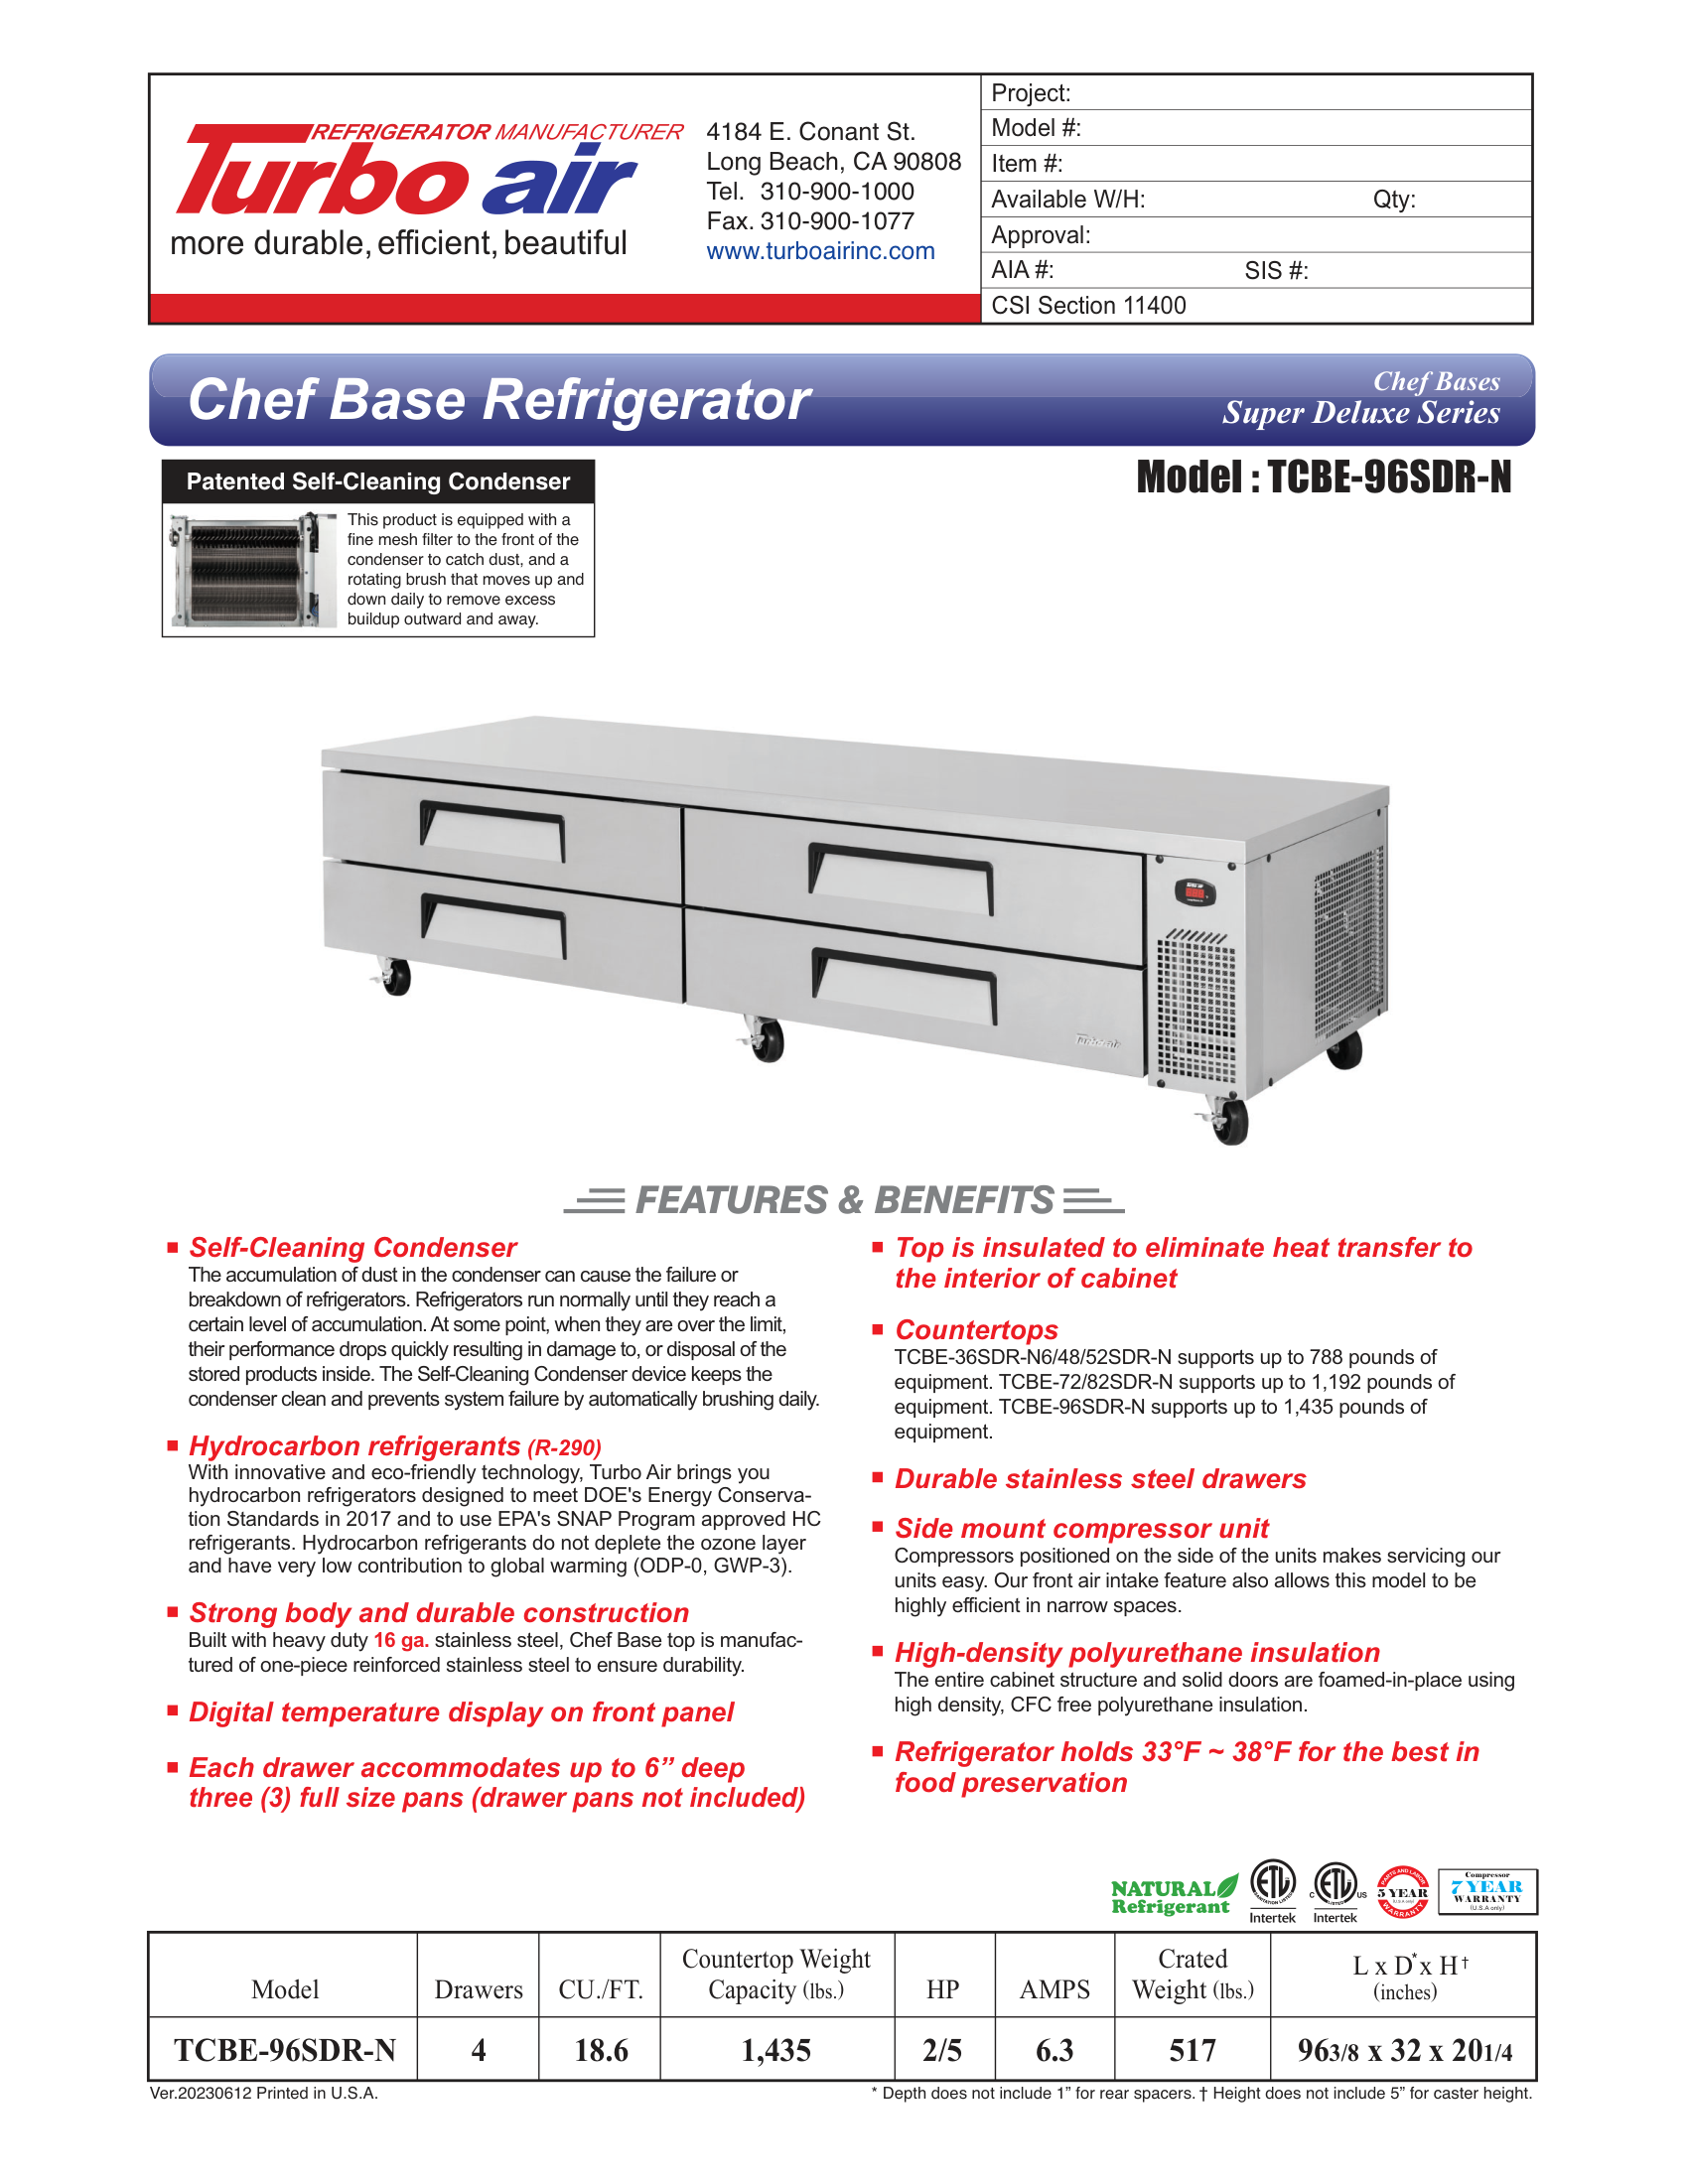 REFRIGERATOR MANUFACTURER
Turbo air
more durable, efficient, beautiful
4184 E. Conant St.
Long Beach, CA 90808
Tel. 310-900-1000
Fax. 310-900-1077
www.turboairinc.com
Project:
Model #:
Item #:
Available W/H: Qty:
Approval:
AIA #: SIS #:
CSI Section 11400
Chef Base Refrigerator
Chef Bases
Super Deluxe Series
Patented Self-Cleaning Condenser
This product is equipped with a
fine mesh filter to the front of the
condenser to catch dust, and a
rotating brush that moves up and
down daily to remove excess
buildup outward and away.
Model : TCBE-96SDR-N
Turbo air
FEATURES & BENEFITS
Self-Cleaning Condenser
The accumulation of dust in the condenser can cause the failure or
breakdown of refrigerators. Refrigerators run normally until they reach a
certain level of accumulation. At some point, when they are over the limit,
their performance drops quickly resulting in damage to, or disposal of the
stored products inside. The Self-Cleaning Condenser device keeps the
condenser clean and prevents system failure by automatically brushing daily.
Hydrocarbon refrigerants (R-290)
With innovative and eco-friendly technology, Turbo Air brings you
hydrocarbon refrigerators designed to meet DOE's Energy Conserva-
tion Standards in 2017 and to use EPA's SNAP Program approved HC
refrigerants. Hydrocarbon refrigerants do not deplete the ozone layer
and have very low contribution to global warming (ODP-0, GWP-3).
Strong body and durable construction
Built with heavy duty 16 ga. stainless steel, Chef Base top is manufac-
tured of one-piece reinforced stainless steel to ensure durability.
Digital temperature display on front panel
Each drawer accommodates up to 6” deep
three (3) full size pans (drawer pans not included)
Top is insulated to eliminate heat transfer to
the interior of cabinet
Countertops
TCBE-36SDR-N6/48/52SDR-N supports up to 788 pounds of
equipment. TCBE-72/82SDR-N supports up to 1,192 pounds of
equipment. TCBE-96SDR-N supports up to 1,435 pounds of
equipment.
Durable stainless steel drawers
Side mount compressor unit
Compressors positioned on the side of the units makes servicing our
units easy. Our front air intake feature also allows this model to be
highly efficient in narrow spaces.
High-density polyurethane insulation
The entire cabinet structure and solid doors are foamed-in-place using
high density, CFC free polyurethane insulation.
Refrigerator holds 33°F ~ 38°F for the best in
food preservation
NATURAL
Refrigerant
ETL
SANITATION LISTED
Intertek
C ETL US
LISTED
Intertek
PARTS AND LABOR
5 YEAR
(U.S.A only)
WARRANTY
Compressor
7 YEAR
WARRANTY
(U.S.A only)
Model Drawers CU./FT. Countertop Weight Capacity (lbs.) HP AMPS Crated Weight (lbs.) L x D* x H† (inches)
TCBE-96SDR-N 4 18.6 1,435 2/5 6.3 517 963/8 x 32 x 201/4
Ver.20230612 Printed in U.S.A.
* Depth does not include 1” for rear spacers. † Height does not include 5” for caster height.